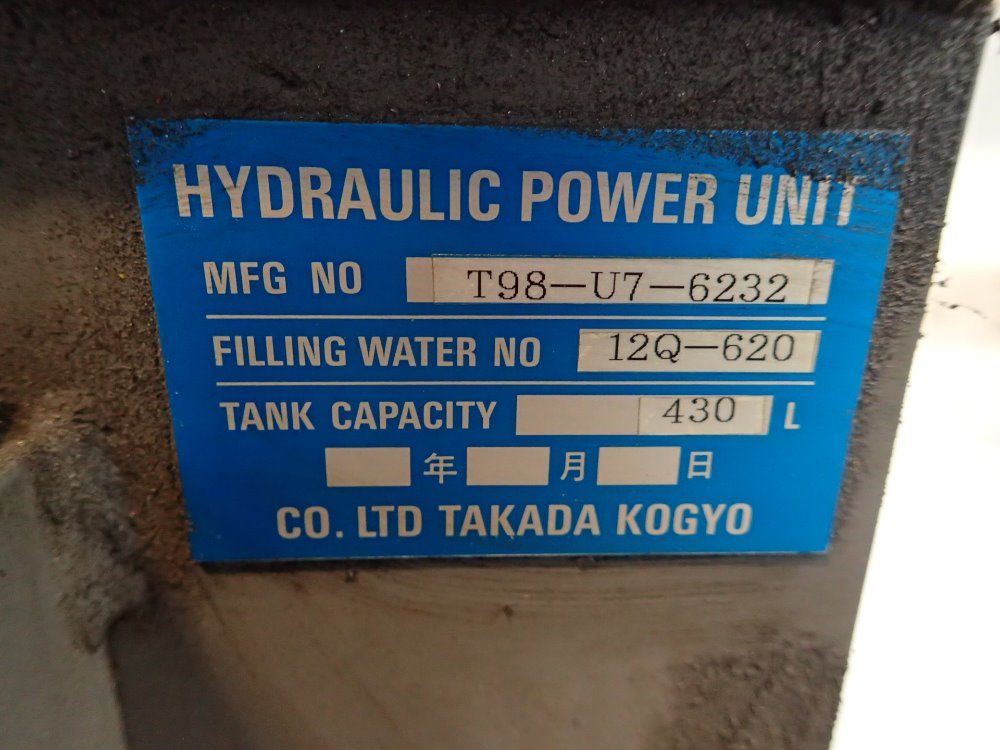 HYDRAULIC POWER UNIT
MFG NO T98-U7-6232
FILLING WATER NO 12Q-620
TANK CAPACITY 430 L
年 月 日
CO. LTD TAKADA KOGYO